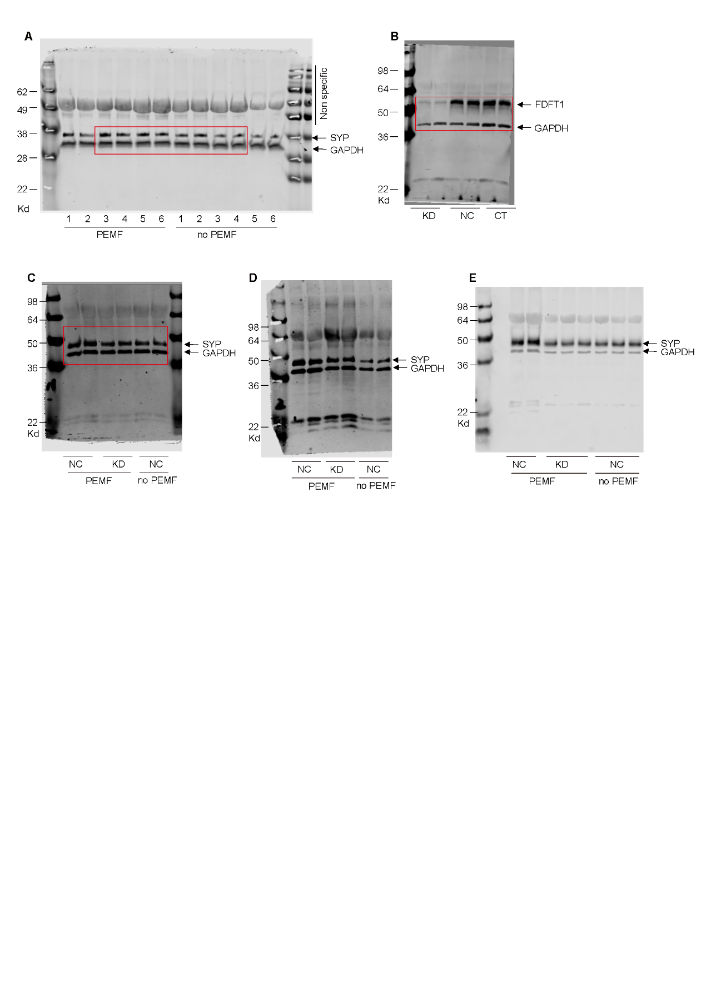 A
62
49
38
28
22
Kd
Non specific
SYP
GAPDH
1 2 3 4 5 6 1 2 3 4 5 6
PEMF no PEMF
B
98
64
50
36
22
Kd
FDFT1
GAPDH
KD NC CT
C
98
64
50
36
22
Kd
SYP
GAPDH
NC KD NC
PEMF no PEMF
D
98
64
50
36
22
Kd
SYP
GAPDH
NC KD NC
PEMF no PEMF
E
98
64
50
36
22
Kd
SYP
GAPDH
NC KD NC
PEMF no PEMF